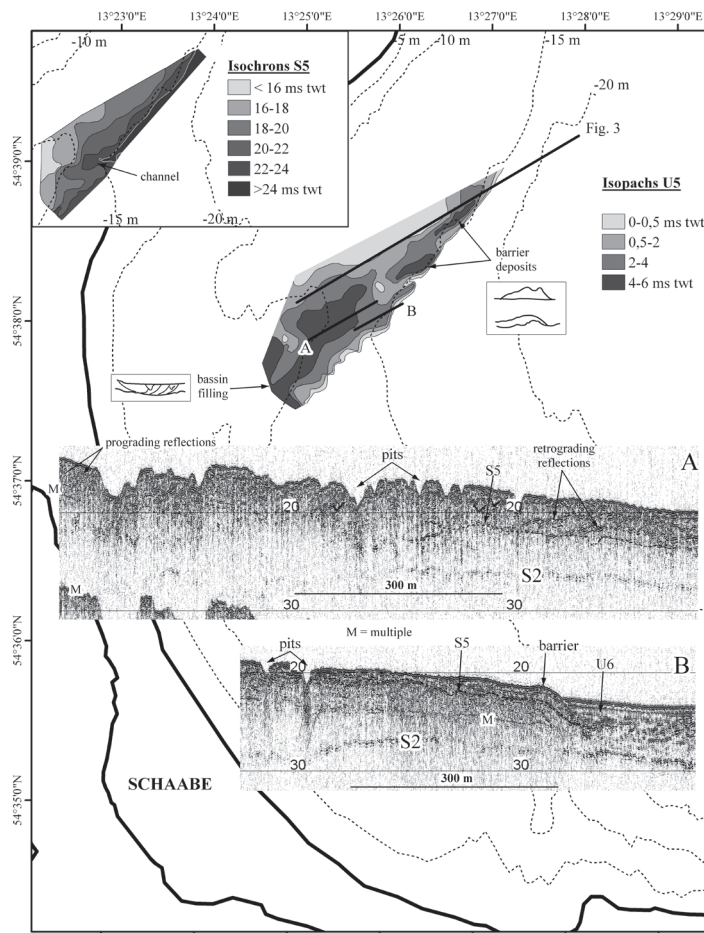 13°23'0"E 13°24'0"E 13°25'0"E 13°26'0"E 13°27'0"E 13°28'0"E 13°29'0"E
-10 m
-5 m -10 m
-15 m
-20 m
Isochrons S5
< 16 ms twt
16-18
18-20
20-22
22-24
>24 ms twt
channel
-15 m
-20 m
54°39'0"N
Fig. 3
Isopachs U5
0-0,5 ms twt
0,5-2
2-4
4-6 ms twt
barrier
deposits
54°38'0"N
A
B
bassin
filling
54°37'0"N
prograding reflections
pits
S5
retrograding
reflections
A
M
20
20
S2
M
30
300 m
30
54°36'0"N
M = multiple
pits
20
S5
20
barrier
U6
B
M
S2
30
30
300 m
SCHAABE
54°35'0"N